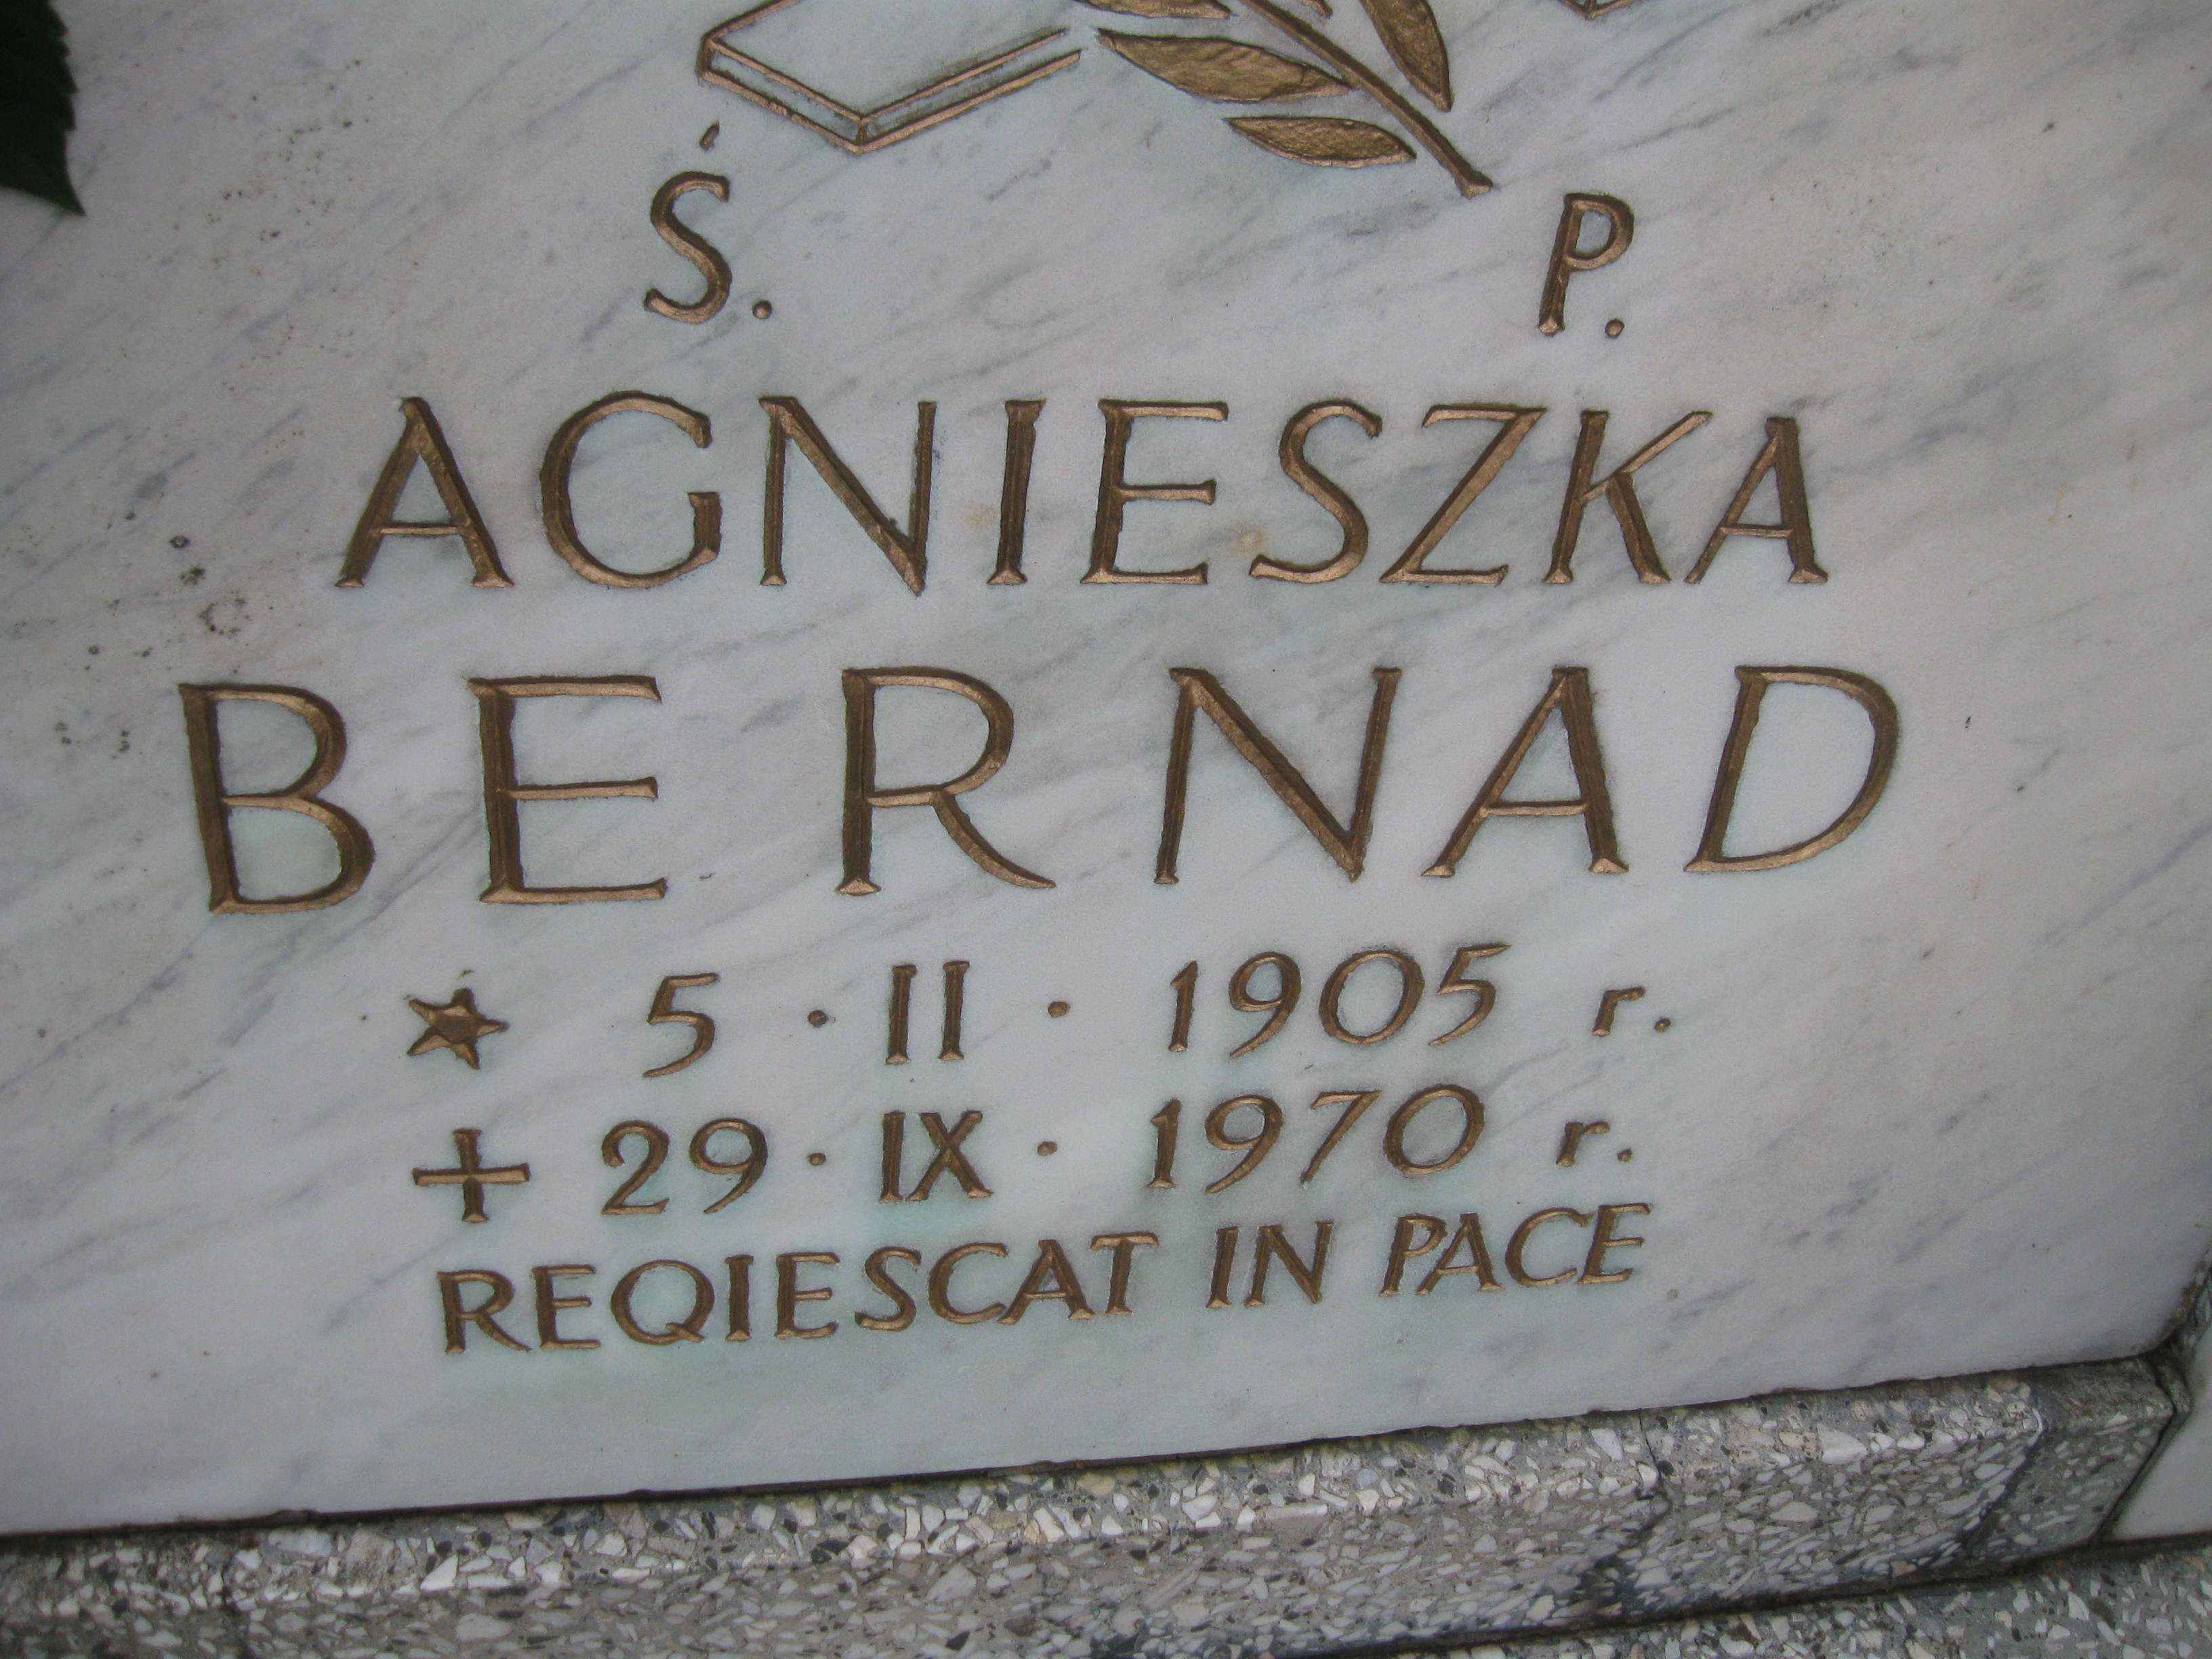 Ś. P.
AGNIESZKA
BERNAD
★ 5 · II · 1905 r.
+ 29 · IX · 1970 r.
REQIESCAT IN PACE